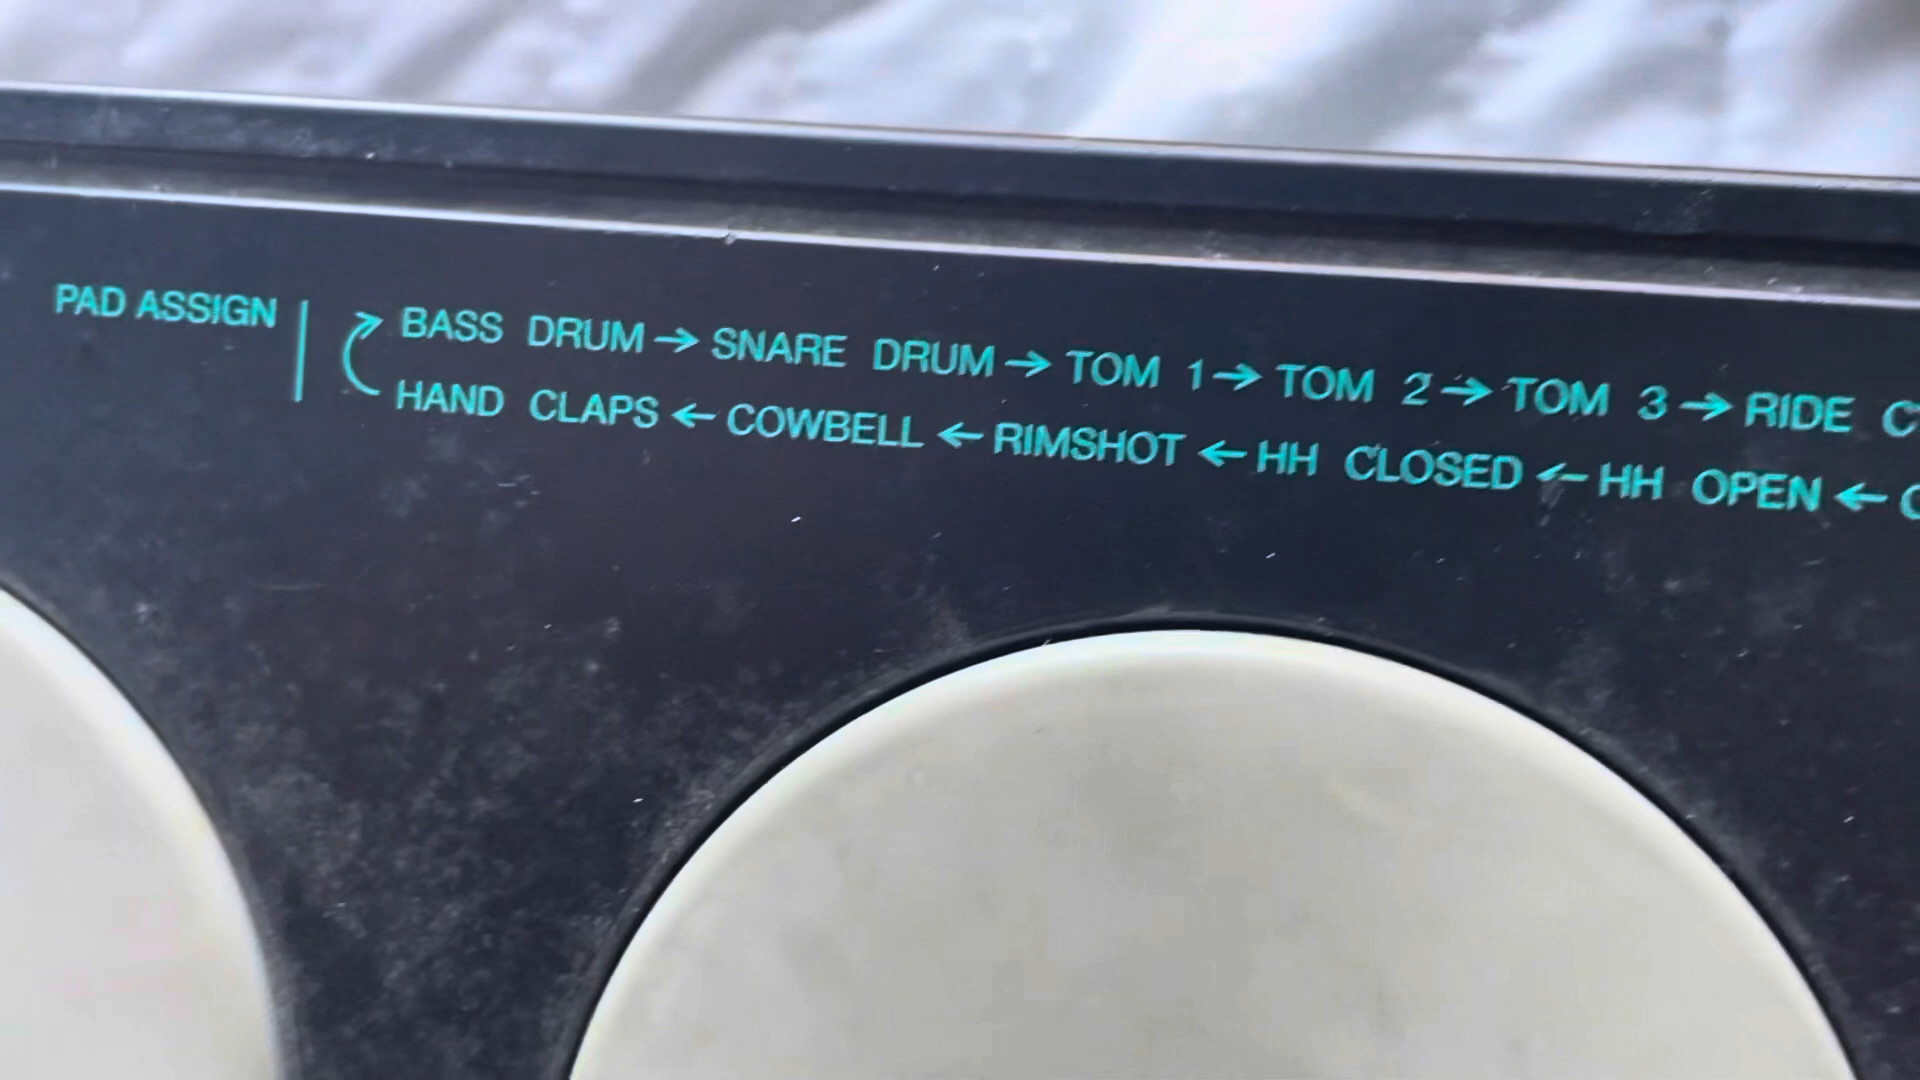 PAD ASSIGN
BASS DRUM → SNARE DRUM → TOM 1 → TOM 2 → TOM 3 → RIDE
HAND CLAPS ← COWBELL ← RIMSHOT ← HH CLOSED ← HH OPEN ←